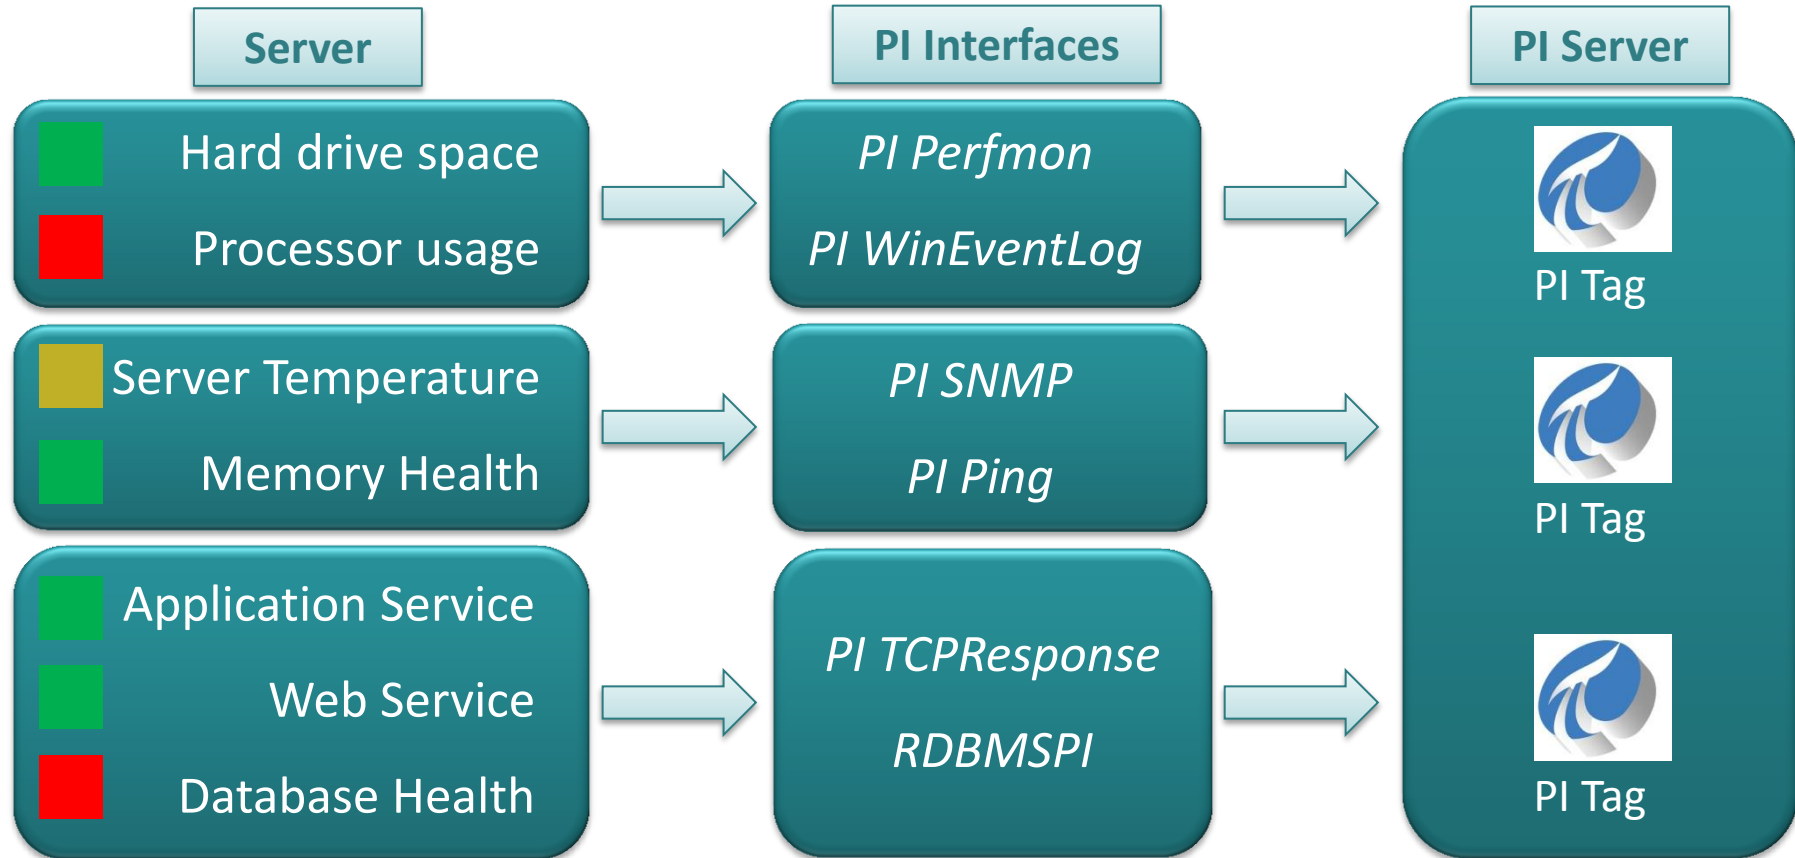 Server
PI Interfaces
PI Server
Hard drive space
Processor usage
PI Perfmon
PI WinEventLog
PI Tag
Server Temperature
Memory Health
PI SNMP
PI Ping
PI Tag
Application Service
Web Service
Database Health
PI TCPResponse
RDBMSPI
PI Tag